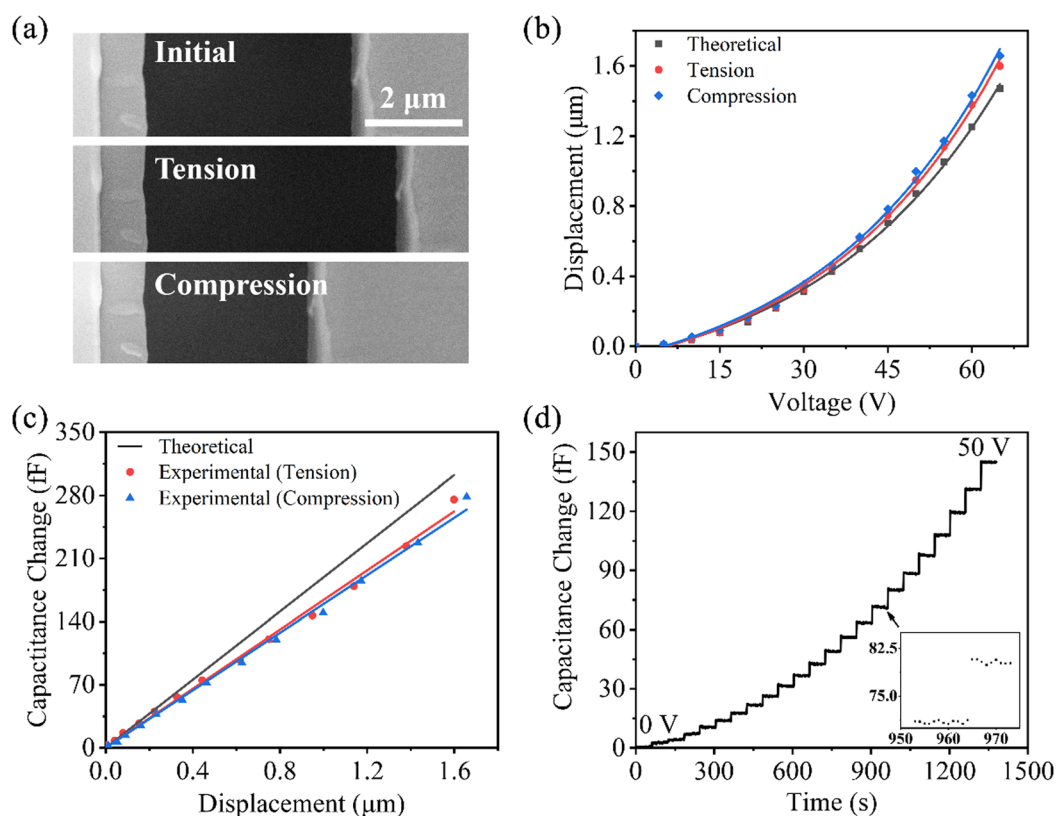 (a)
Initial
2 μm
Tension
Compression
(b)
Theoretical
Tension
Compression
Displacement (μm)
1.6
1.2
0.8
0.4
0.0
0 15 30 45 60
Voltage (V)
(c)
Theoretical
Experimental (Tension)
Experimental (Compression)
Capactitance Change (fF)
350
280
210
140
70
0
0.0 0.4 0.8 1.2 1.6
Displacement (μm)
(d)
50 V
0 V
Capacitance Change (fF)
150
120
90
60
30
0
82.5
75.0
950 960 970
0 300 600 900 1200 1500
Time (s)